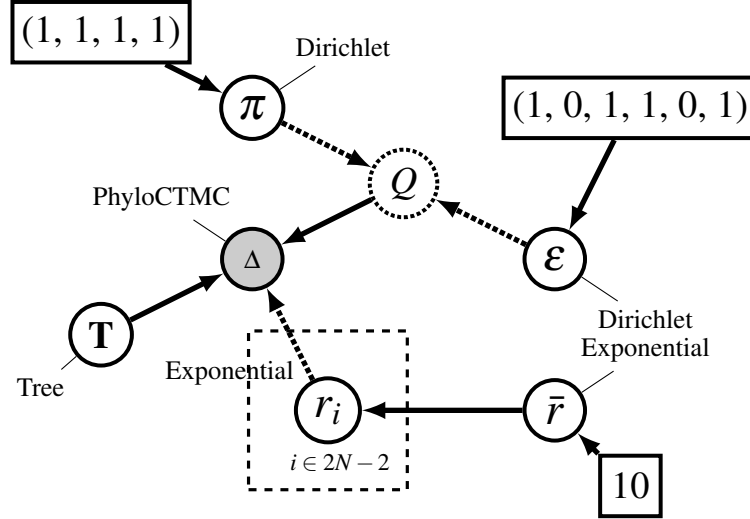 (1, 1, 1, 1)
Dirichlet
π
(1, 0, 1, 1, 0, 1)
Q
PhyloCTMC
Δ
ε
T
Tree
Dirichlet
Exponential
Exponential
r_i
r̄
i ∈ 2N − 2
10